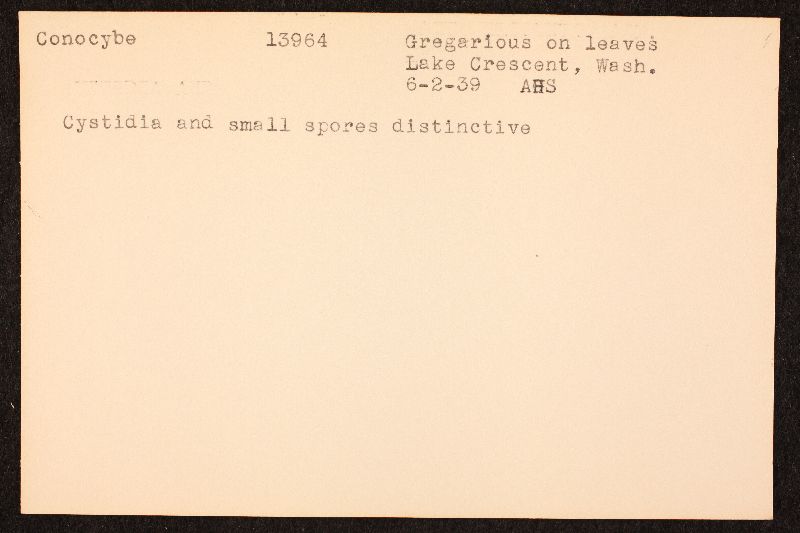 Conocybe 13964 Gregarious on leaves
Lake Crescent, Wash.
6-2-39 AHS
Cystidia and small spores distinctive